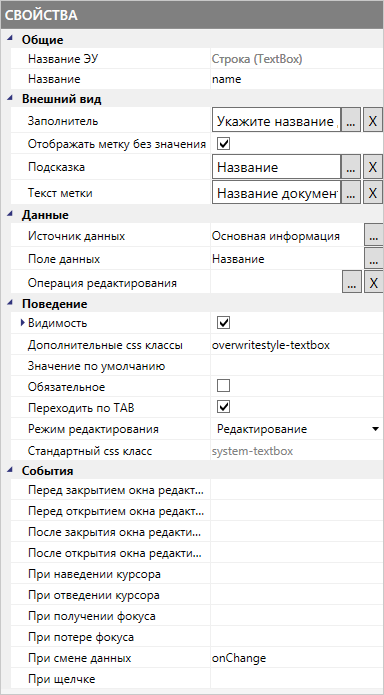 СВОЙСТВА
Общие
Название ЭУ Строка (TextBox)
Название name
Внешний вид
Заполнитель Укажите название ... X
Отображать метку без значения
Подсказка Название ... X
Текст метки Название докумен ... X
Данные
Источник данных Основная информация ...
Поле данных Название ...
Операция редактирования ... X
Поведение
Видимость
Дополнительные css классы overwritestyle-textbox
Значение по умолчанию
Обязательное
Переходить по TAB
Режим редактирования Редактирование
Стандартный css класс system-textbox
События
Перед закрытием окна редакт...
Перед открытием окна редакт...
После закрытия окна редакти...
После открытия окна редакти...
При наведении курсора
При отведении курсора
При получении фокуса
При потере фокуса
При смене данных onChange
При щелчке